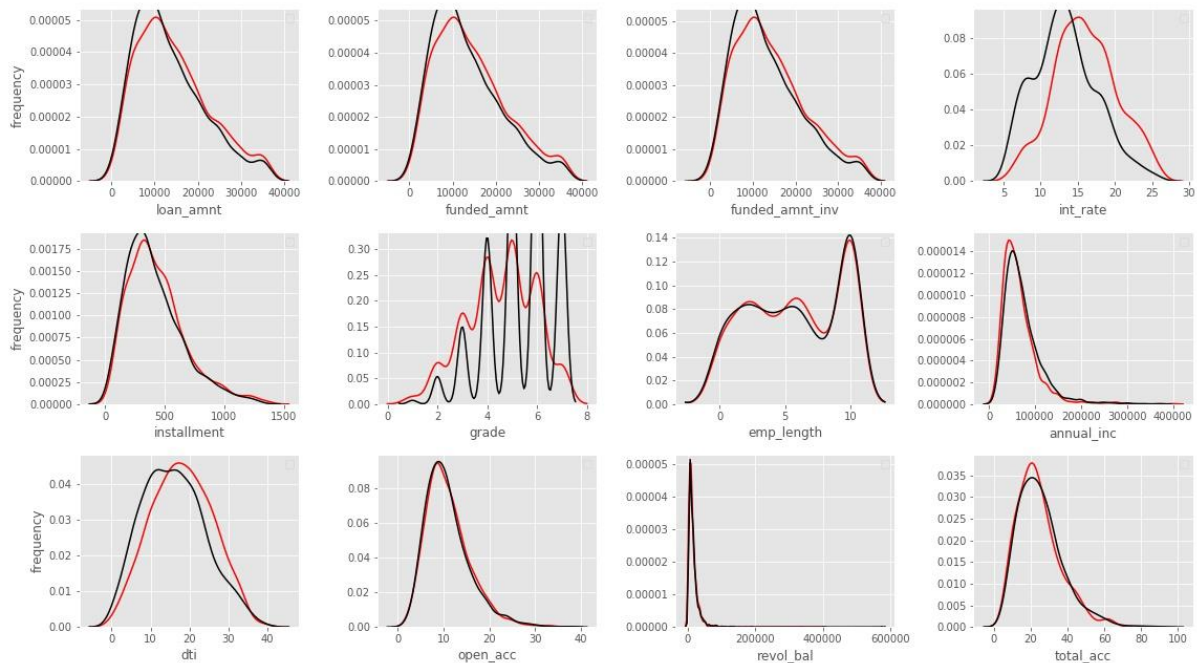 0.00005 0.00005 0.00005 0.08
0.00004 0.00004 0.00004 0.06
0.00003 0.00003 0.00003 0.04
0.00002 0.00002 0.00002 0.02
0.00001 0.00001 0.00001
0.00000 0.00000 0.00000 0.00
frequency
0 10000 20000 30000 40000 0 10000 20000 30000 40000 0 10000 20000 30000 40000 5 10 15 20 25 30
loan_amnt funded_amnt funded_amnt_inv int_rate
0.00175 0.30 0.14 0.000014
0.00150 0.25 0.12 0.000012
0.00125 0.20 0.10 0.000010
0.00100 0.15 0.08 0.000008
0.00075 0.10 0.06 0.000006
0.00050 0.05 0.04 0.000004
0.00025 0.00 0.02 0.000002
0.00000 0.00 0.000000
frequency
0 500 1000 1500 0 2 4 6 8 0 5 10 0 100000 200000 300000 400000
installment grade emp_length annual_inc
0.04 0.08 0.00005 0.035
0.03 0.06 0.00004 0.030
0.02 0.04 0.00003 0.025
0.01 0.02 0.00002 0.020
0.00 0.00 0.00001 0.015
0.00000 0.010
0.005
0.000
frequency
0 10 20 30 40 0 10 20 30 40 0 200000 400000 600000 0 20 40 60 80 100
dti open_acc revol_bal total_acc